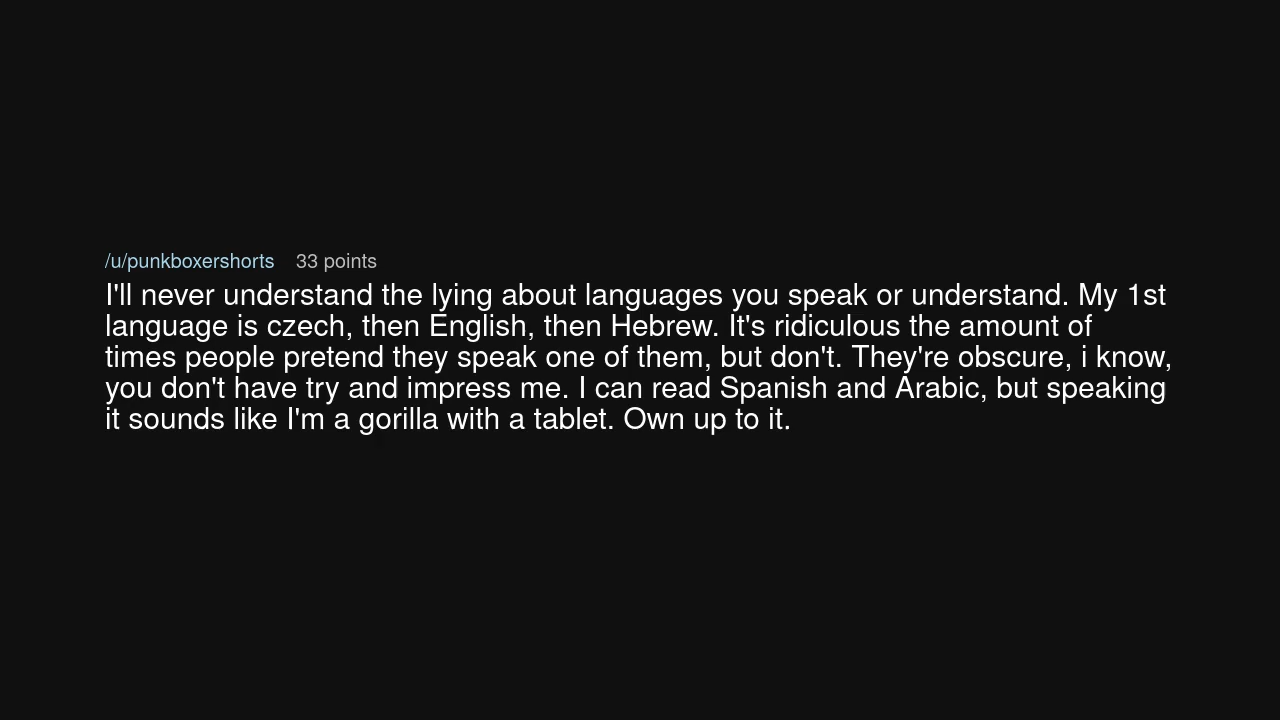 /u/punkboxershorts 33 points
I'll never understand the lying about languages you speak or understand. My 1st
language is czech, then English, then Hebrew. It's ridiculous the amount of
times people pretend they speak one of them, but don't. They're obscure, i know,
you don't have try and impress me. I can read Spanish and Arabic, but speaking
it sounds like I'm a gorilla with a tablet. Own up to it.